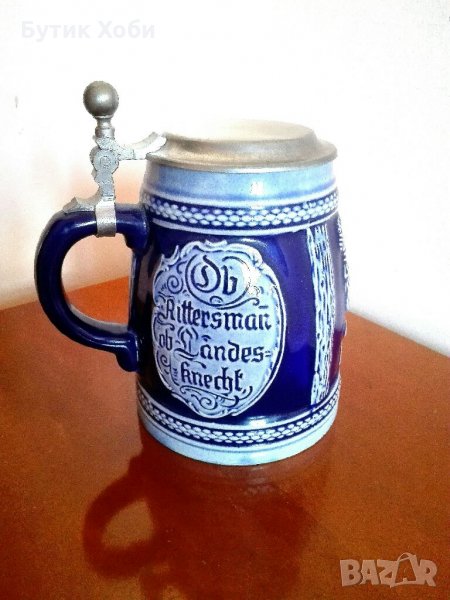 Бутик Хоби
Ob
Rittersman̄
ob Landes-
knecht,
BAZAR